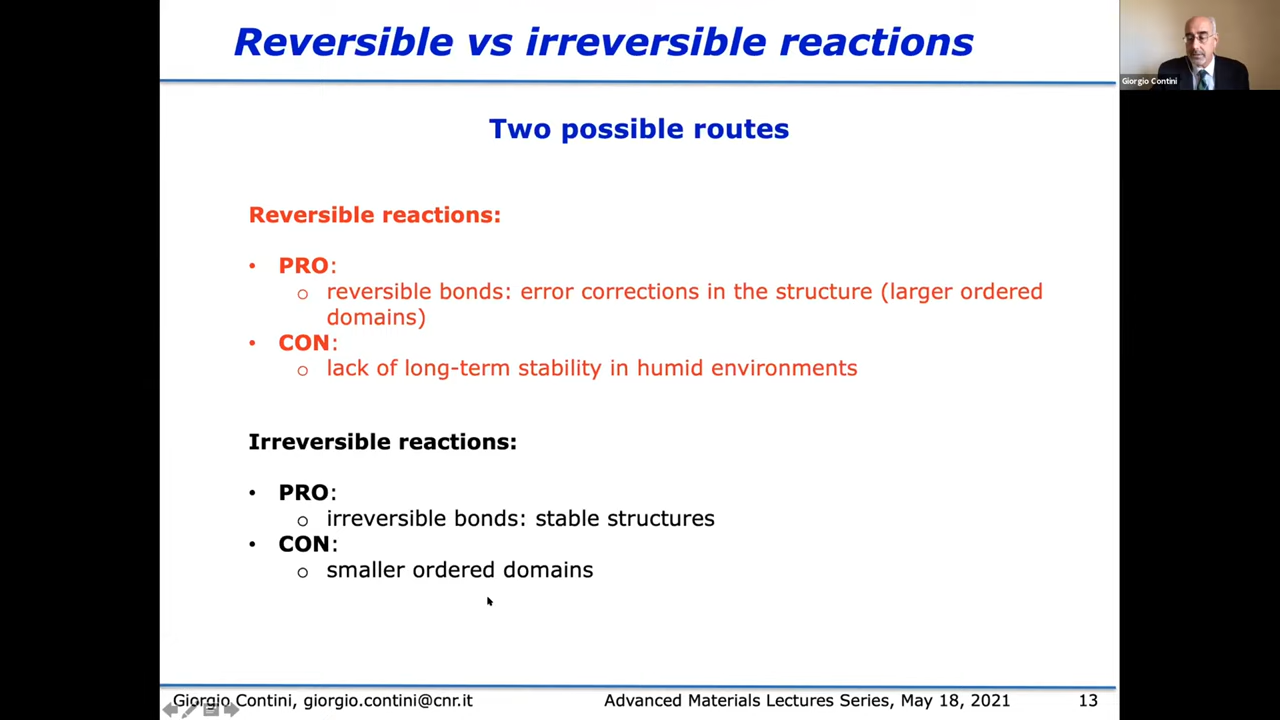 Reversible vs irreversible reactions
Giorgio Contini
Two possible routes
Reversible reactions:
• PRO:
o reversible bonds: error corrections in the structure (larger ordered
domains)
• CON:
o lack of long-term stability in humid environments
Irreversible reactions:
• PRO:
o irreversible bonds: stable structures
• CON:
o smaller ordered domains
Giorgio Contini, giorgio.contini@cnr.it Advanced Materials Lectures Series, May 18, 2021 13